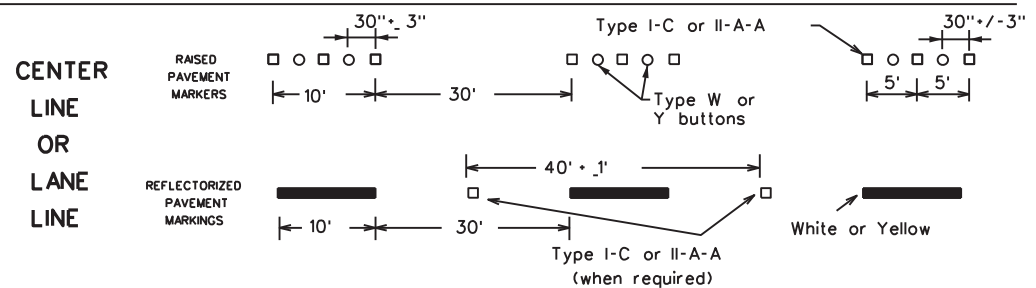 CENTER
LINE
OR
LANE
LINE
RAISED
PAVEMENT
MARKERS
30"+_ 3"
10'
30'
Type I-C or II-A-A
Type W or
Y buttons
30"+/-3"
5'
5'
REFLECTORIZED
PAVEMENT
MARKINGS
40' + _1'
10'
30'
Type I-C or II-A-A
(when required)
White or Yellow